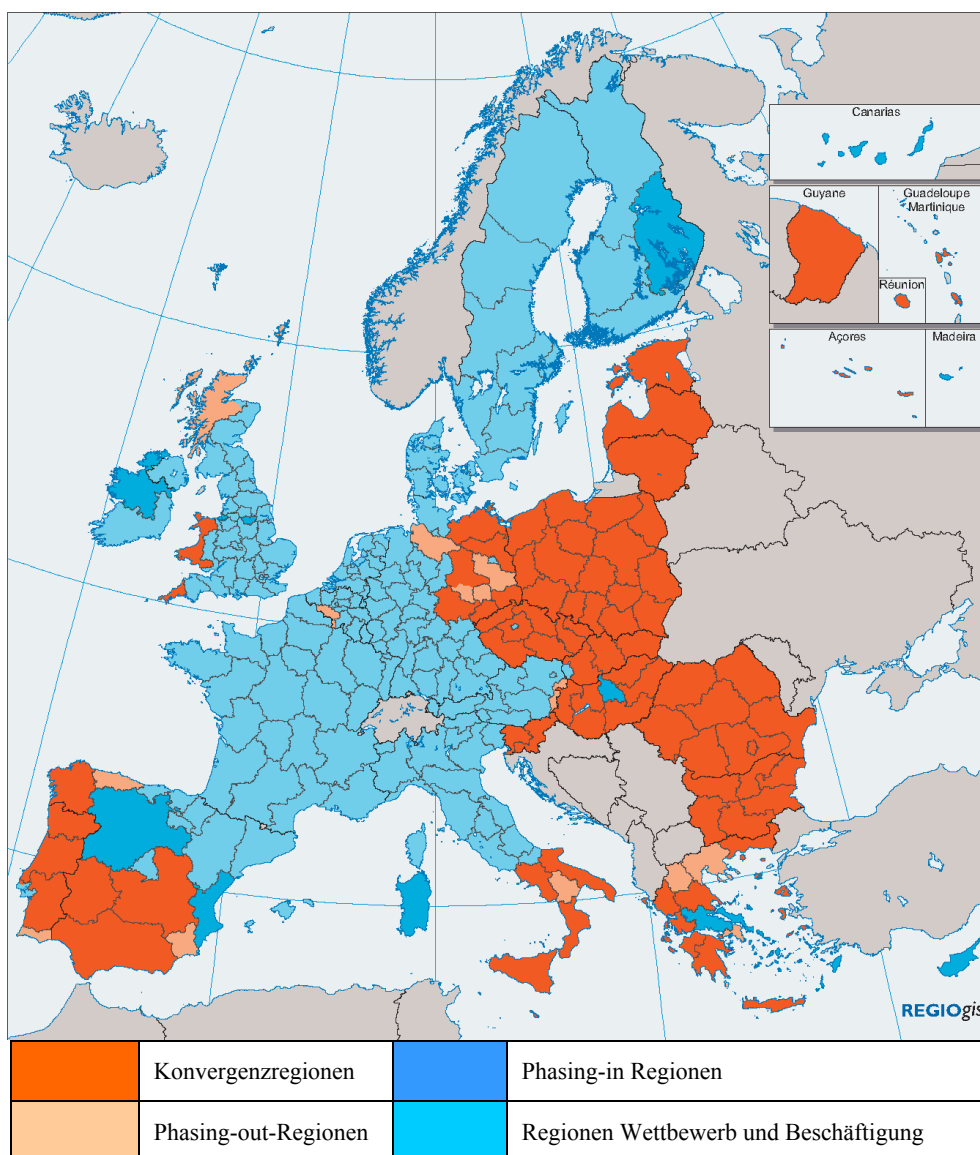 Canarias
Guyane
Guadeloupe
Martinique
Réunion
Açores
Madeira
REGIOgis
Konvergenzregionen
Phasing-in Regionen
Phasing-out-Regionen
Regionen Wettbewerb und Beschäftigung